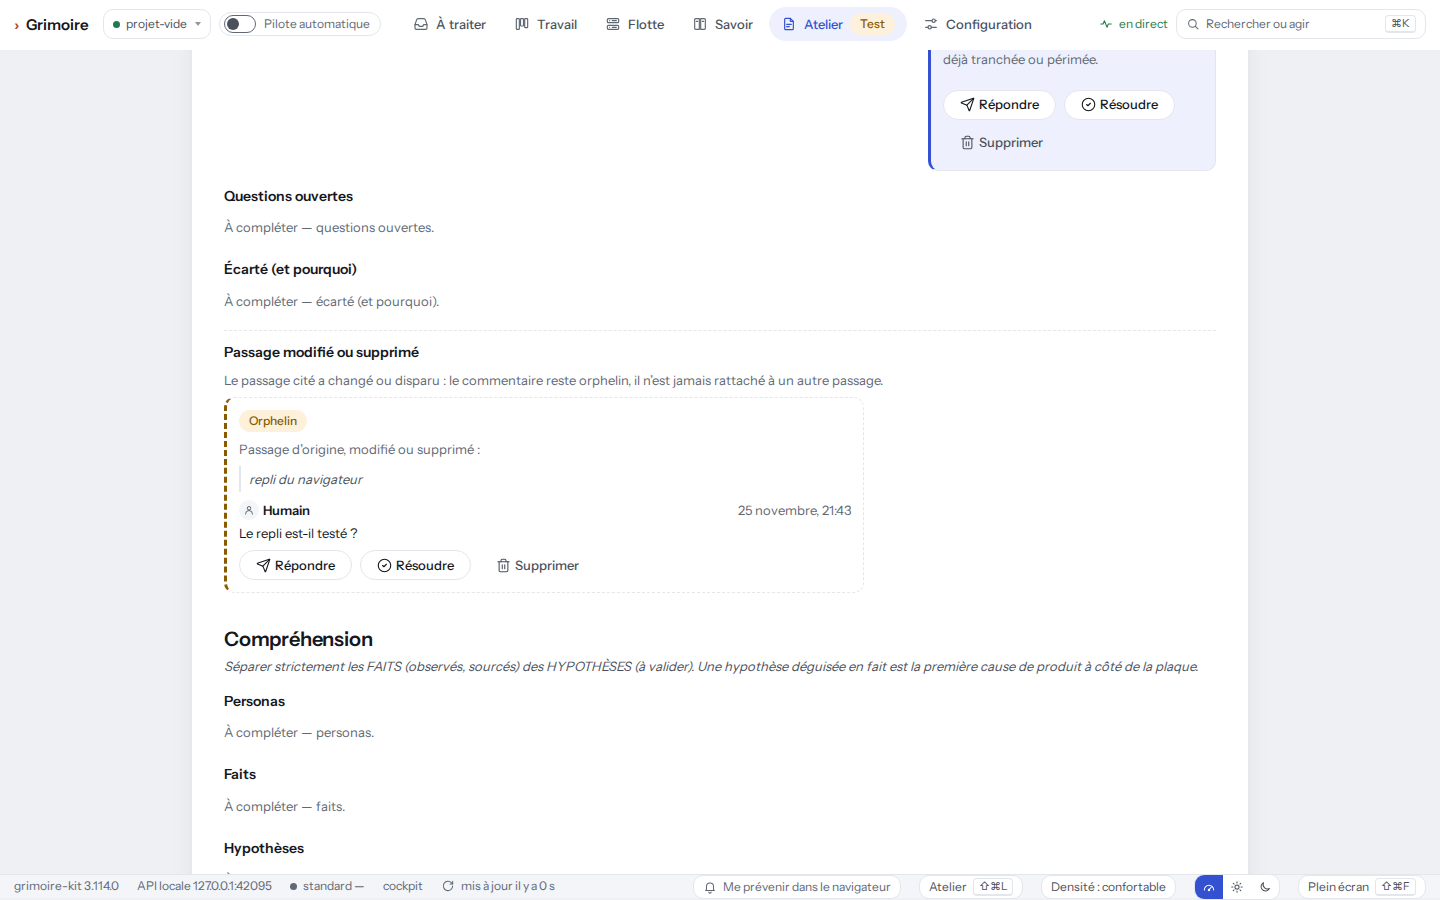 › Grimoire projet-vide Pilote automatique À traiter Travail Flotte Savoir Atelier Test Configuration en direct Rechercher ou agir ⌘K
déjà tranchée ou périmée.
Répondre Résoudre
Supprimer
Questions ouvertes
À compléter — questions ouvertes.
Écarté (et pourquoi)
À compléter — écarté (et pourquoi).
Passage modifié ou supprimé
Le passage cité a changé ou disparu : le commentaire reste orphelin, il n'est jamais rattaché à un autre passage.
Orphelin
Passage d'origine, modifié ou supprimé :
repli du navigateur
Humain 25 novembre, 21:43
Le repli est-il testé ?
Répondre Résoudre Supprimer
Compréhension
Séparer strictement les FAITS (observés, sourcés) des HYPOTHÈSES (à valider). Une hypothèse déguisée en fait est la première cause de produit à côté de la plaque.
Personas
À compléter — personas.
Faits
À compléter — faits.
Hypothèses
grimoire-kit 3.114.0 API locale 127.0.0.1:42095 standard — cockpit mis à jour il y a 0 s Me prévenir dans le navigateur Atelier ⇧⌘L Densité : confortable Plein écran ⇧⌘F